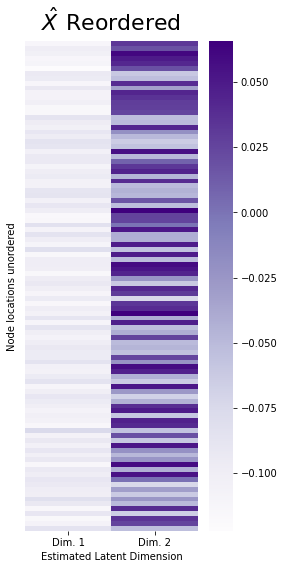 X̂ Reordered
Node locations unordered
0.050
0.025
0.000
−0.025
−0.050
−0.075
−0.100
Dim. 1 Dim. 2
Estimated Latent Dimension